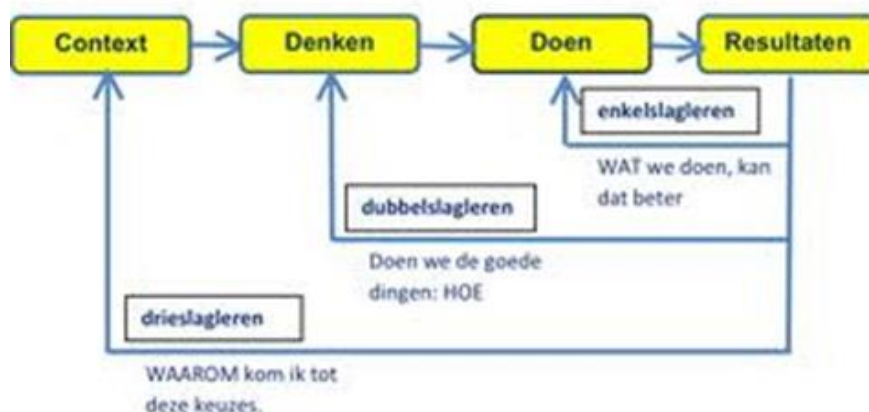 Context
Denken
Doen
Resultaten
enkelslagleren
WAT we doen, kan
dat beter
dubbelslagleren
Doen we de goede
dingen: HOE
drieslagleren
WAAROM kom ik tot
deze keuzes.